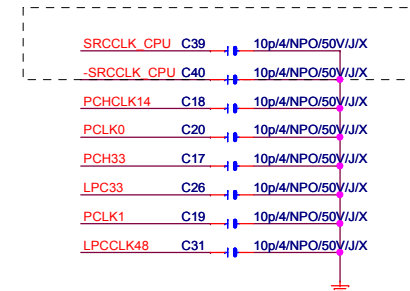 SRCCLK_CPU C39 10p/4/NPO/50V/J/X
-SRCCLK_CPU C40 10p/4/NPO/50V/J/X
PCHCLK14 C18 10p/4/NPO/50V/J/X
PCLK0 C20 10p/4/NPO/50V/J/X
PCH33 C17 10p/4/NPO/50V/J/X
LPC33 C26 10p/4/NPO/50V/J/X
PCLK1 C19 10p/4/NPO/50V/J/X
LPCCLK48 C31 10p/4/NPO/50V/J/X